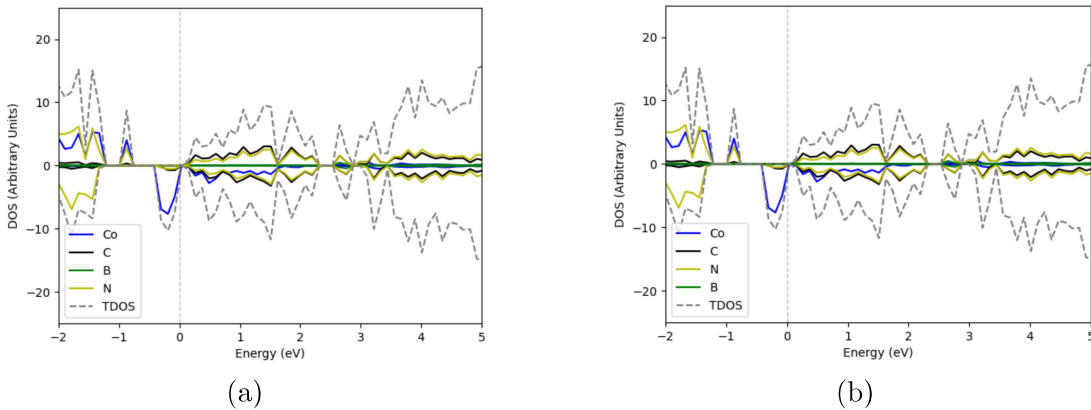 20
10
0
−10
−20
DOS (Arbitrary Units)
Co
C
B
N
TDOS
−2 −1 0 1 2 3 4 5
Energy (eV)
(a)
20
10
0
−10
−20
DOS (Arbitrary Units)
Co
C
N
B
TDOS
−2 −1 0 1 2 3 4 5
Energy (eV)
(b)